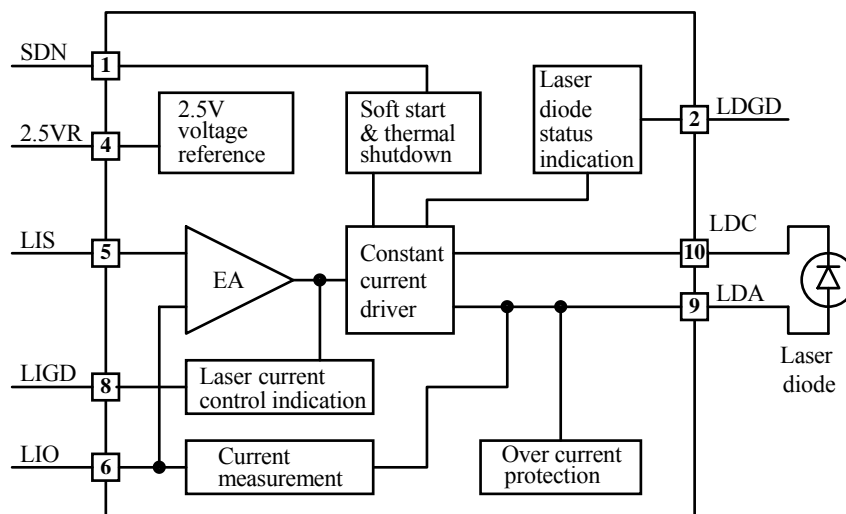 SDN
1
2.5VR
4
2.5V
voltage
reference
Soft start
& thermal
shutdown
Laser
diode
status
indication
2
LDGD
LIS
5
EA
Constant
current
driver
LDC
10
9
LDA
Laser
diode
LIGD
8
Laser current
control indication
LIO
6
Current
measurement
Over current
protection